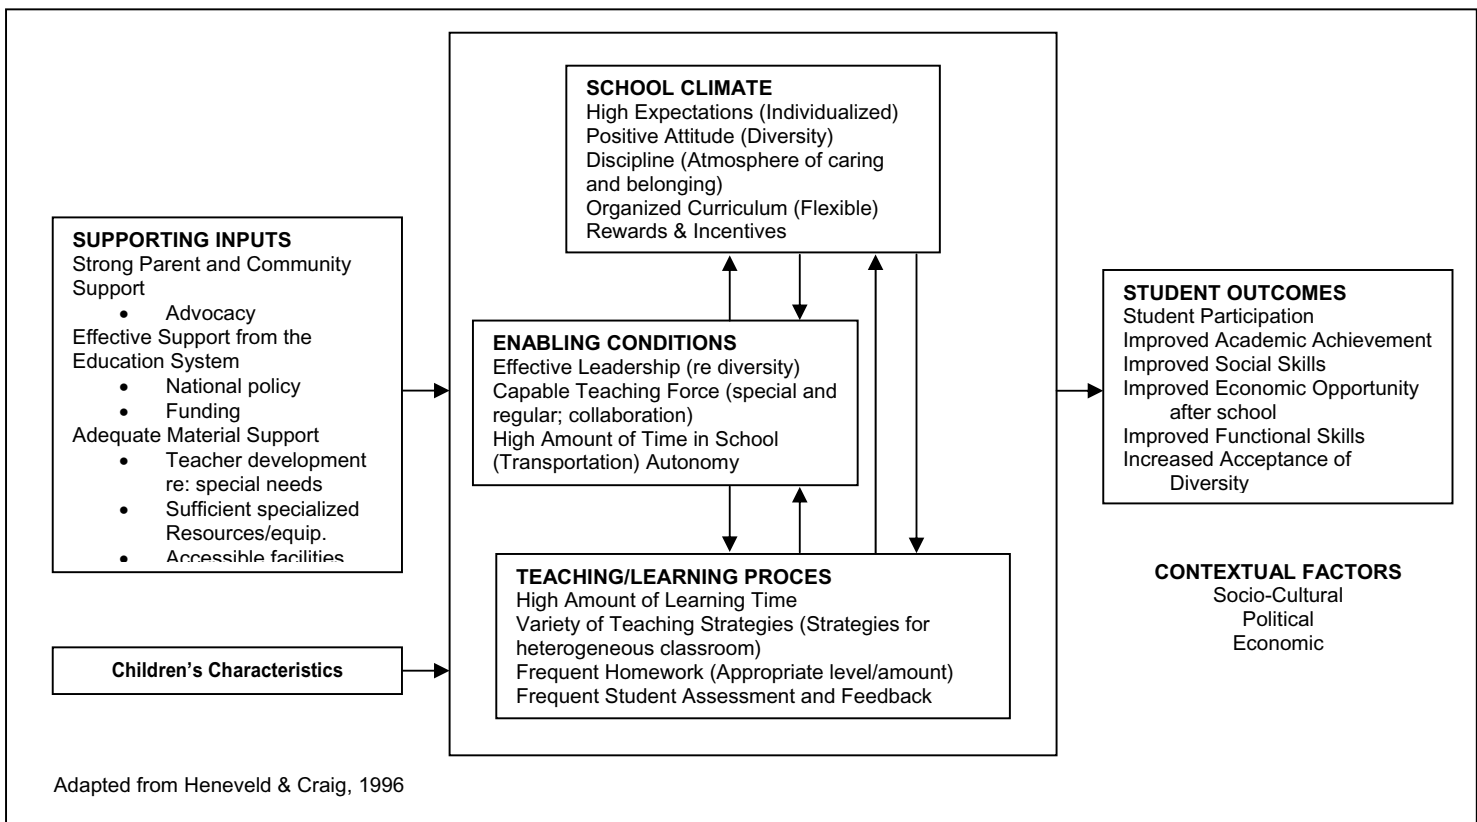 SCHOOL CLIMATE
High Expectations (Individualized)
Positive Attitude (Diversity)
Discipline (Atmosphere of caring
and belonging)
Organized Curriculum (Flexible)
Rewards & Incentives
SUPPORTING INPUTS
Strong Parent and Community
Support
• Advocacy
Effective Support from the
Education System
• National policy
• Funding
Adequate Material Support
• Teacher development
re: special needs
• Sufficient specialized
Resources/equip.
• Accessible facilities
ENABLING CONDITIONS
Effective Leadership (re diversity)
Capable Teaching Force (special and
regular; collaboration)
High Amount of Time in School
(Transportation) Autonomy
STUDENT OUTCOMES
Student Participation
Improved Academic Achievement
Improved Social Skills
Improved Economic Opportunity
after school
Improved Functional Skills
Increased Acceptance of
Diversity
TEACHING/LEARNING PROCES
High Amount of Learning Time
Variety of Teaching Strategies (Strategies for
heterogeneous classroom)
Frequent Homework (Appropriate level/amount)
Frequent Student Assessment and Feedback
CONTEXTUAL FACTORS
Socio-Cultural
Political
Economic
Children's Characteristics
Adapted from Heneveld & Craig, 1996